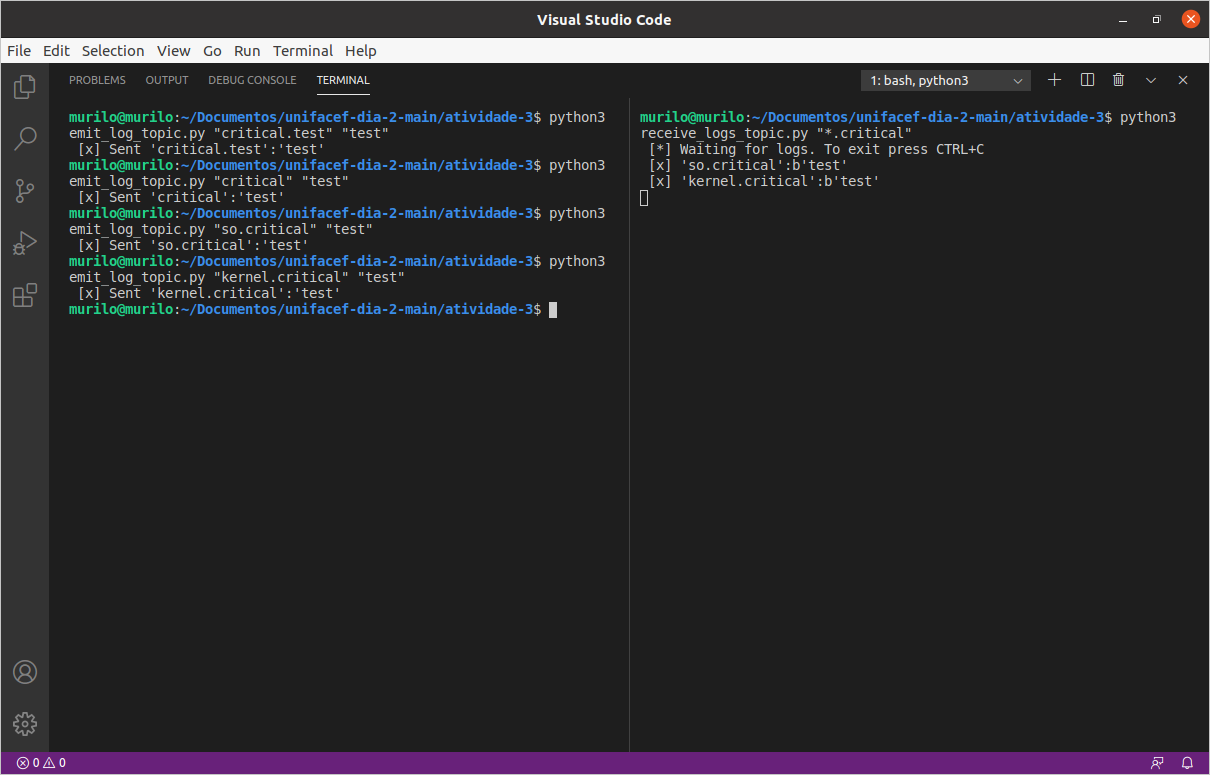 Visual Studio Code
File Edit Selection View Go Run Terminal Help
PROBLEMS OUTPUT DEBUG CONSOLE TERMINAL
1: bash, python3
murilo@murilo:~/Documentos/unifacef-dia-2-main/atividade-3$ python3
emit_log_topic.py "critical.test" "test"
[x] Sent 'critical.test':'test'
murilo@murilo:~/Documentos/unifacef-dia-2-main/atividade-3$ python3
emit_log_topic.py "critical" "test"
[x] Sent 'critical':'test'
murilo@murilo:~/Documentos/unifacef-dia-2-main/atividade-3$ python3
emit_log_topic.py "so.critical" "test"
[x] Sent 'so.critical':'test'
murilo@murilo:~/Documentos/unifacef-dia-2-main/atividade-3$ python3
emit_log_topic.py "kernel.critical" "test"
[x] Sent 'kernel.critical':'test'
murilo@murilo:~/Documentos/unifacef-dia-2-main/atividade-3$
murilo@murilo:~/Documentos/unifacef-dia-2-main/atividade-3$ python3
receive_logs_topic.py "*.critical"
[*] Waiting for logs. To exit press CTRL+C
[x] 'so.critical':b'test'
[x] 'kernel.critical':b'test'
0 0